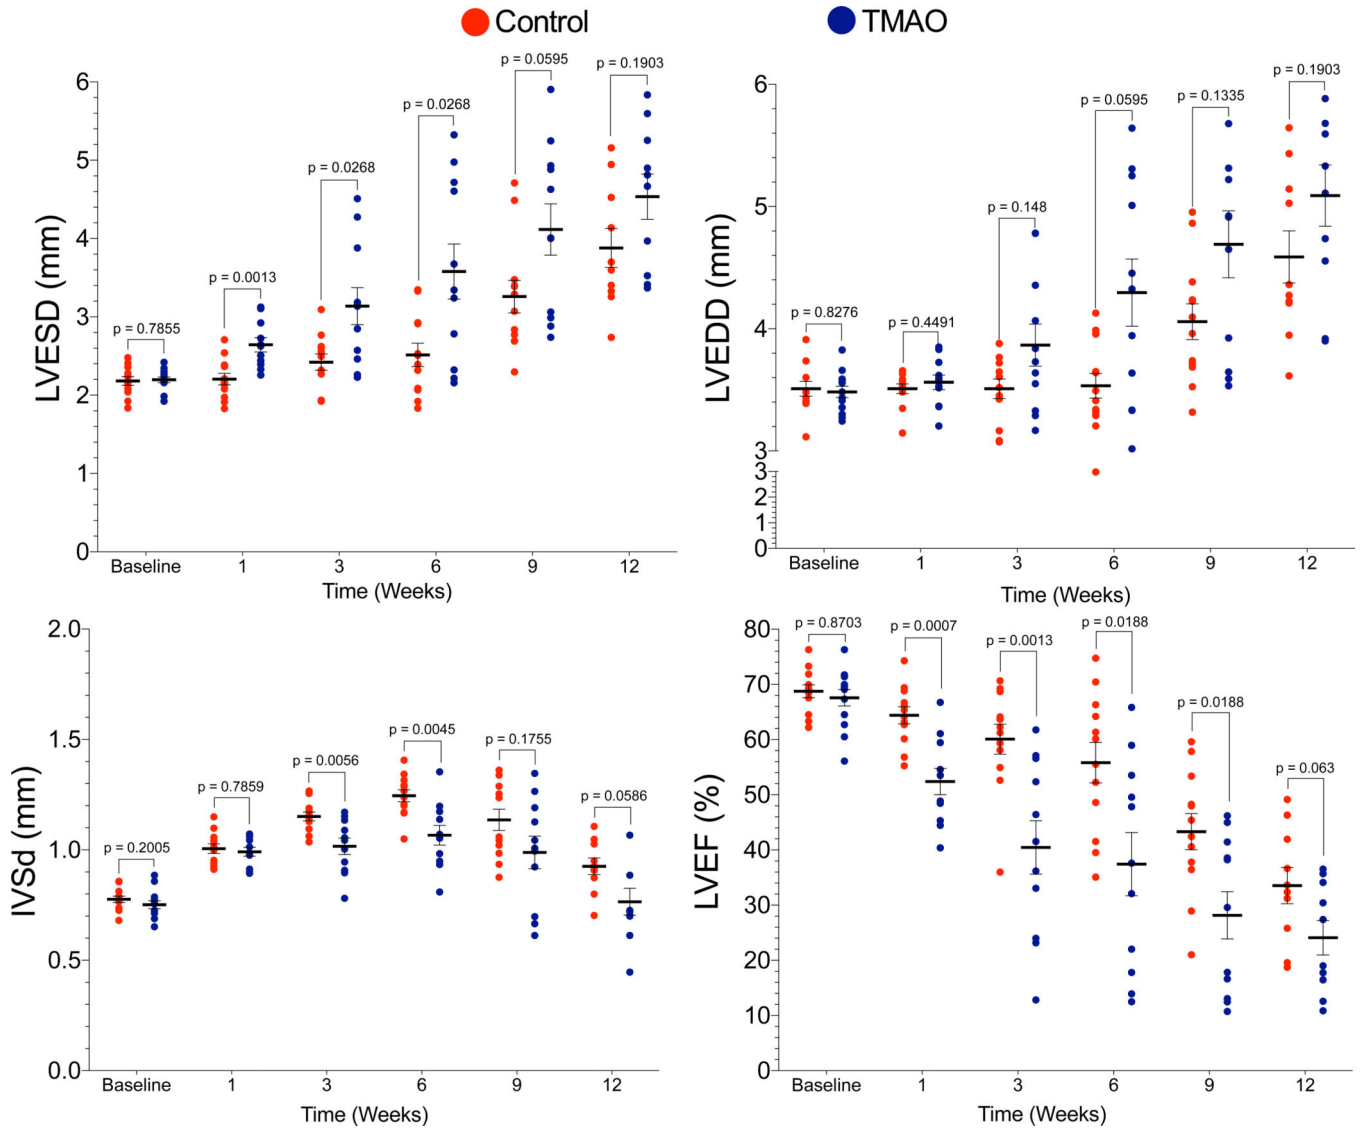 Control
TMAO
LVESD (mm)
6
5
4
3
2
1
0
p = 0.7855
p = 0.0013
p = 0.0268
p = 0.0268
p = 0.0595
p = 0.1903
Baseline 1 3 6 9 12
Time (Weeks)
LVEDD (mm)
6
5
4
3
3
2
1
0
p = 0.8276
p = 0.4491
p = 0.148
p = 0.0595
p = 0.1335
p = 0.1903
Baseline 1 3 6 9 12
Time (Weeks)
IVSd (mm)
2.0
1.5
1.0
0.5
0.0
p = 0.2005
p = 0.7859
p = 0.0056
p = 0.0045
p = 0.1755
p = 0.0586
Baseline 1 3 6 9 12
Time (Weeks)
LVEF (%)
80
70
60
50
40
30
20
10
0
p = 0.8703
p = 0.0007
p = 0.0013
p = 0.0188
p = 0.0188
p = 0.063
Baseline 1 3 6 9 12
Time (Weeks)